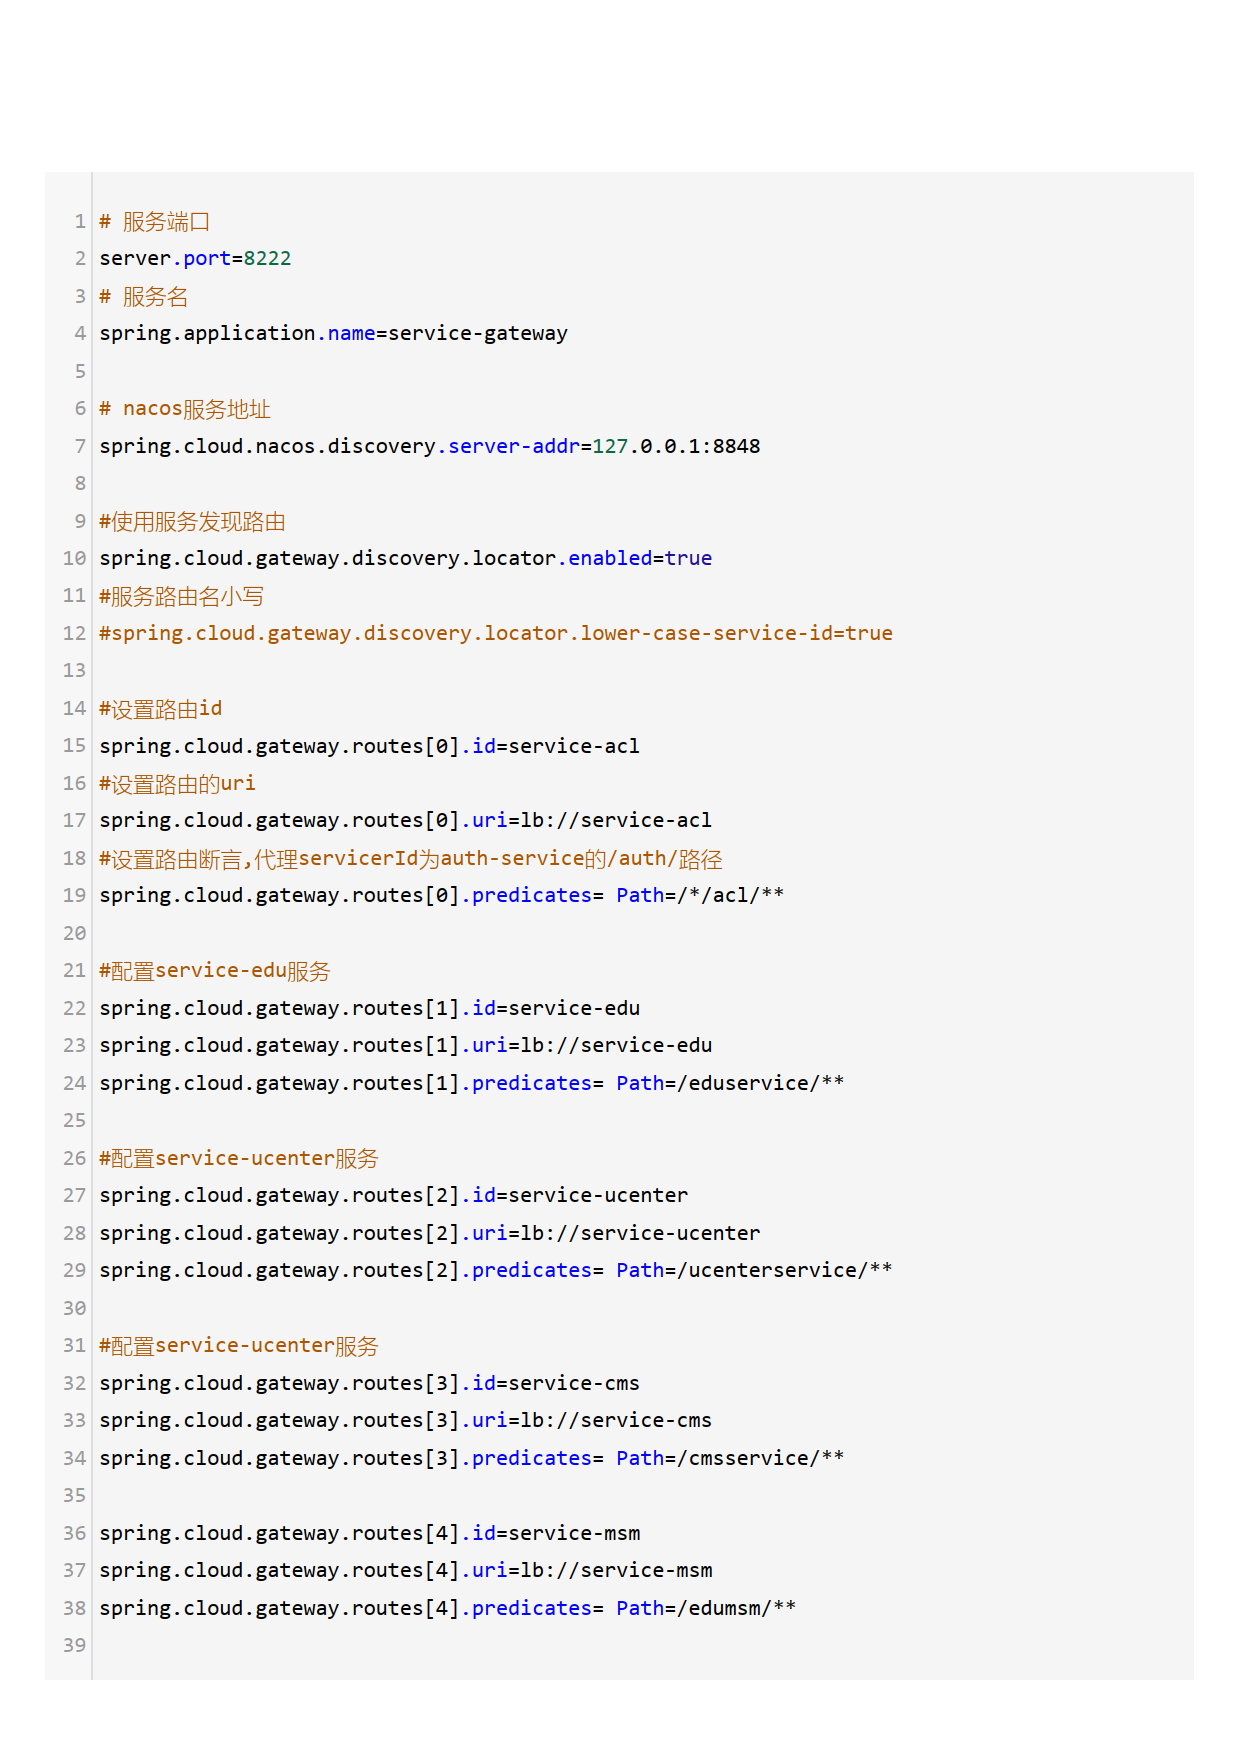 1 # 服务端口
2 server.port=8222
3 # 服务名
4 spring.application.name=service-gateway
5
6 # nacos服务地址
7 spring.cloud.nacos.discovery.server-addr=127.0.0.1:8848
8
9 #使用服务发现路由
10 spring.cloud.gateway.discovery.locator.enabled=true
11 #服务路由名小写
12 #spring.cloud.gateway.discovery.locator.lower-case-service-id=true
13
14 #设置路由id
15 spring.cloud.gateway.routes[0].id=service-acl
16 #设置路由的uri
17 spring.cloud.gateway.routes[0].uri=lb://service-acl
18 #设置路由断言,代理servicerId为auth-service的/auth/路径
19 spring.cloud.gateway.routes[0].predicates= Path=/*/acl/**
20
21 #配置service-edu服务
22 spring.cloud.gateway.routes[1].id=service-edu
23 spring.cloud.gateway.routes[1].uri=lb://service-edu
24 spring.cloud.gateway.routes[1].predicates= Path=/eduservice/**
25
26 #配置service-ucenter服务
27 spring.cloud.gateway.routes[2].id=service-ucenter
28 spring.cloud.gateway.routes[2].uri=lb://service-ucenter
29 spring.cloud.gateway.routes[2].predicates= Path=/ucenterservice/**
30
31 #配置service-ucenter服务
32 spring.cloud.gateway.routes[3].id=service-cms
33 spring.cloud.gateway.routes[3].uri=lb://service-cms
34 spring.cloud.gateway.routes[3].predicates= Path=/cmsservice/**
35
36 spring.cloud.gateway.routes[4].id=service-msm
37 spring.cloud.gateway.routes[4].uri=lb://service-msm
38 spring.cloud.gateway.routes[4].predicates= Path=/edumsm/**
39